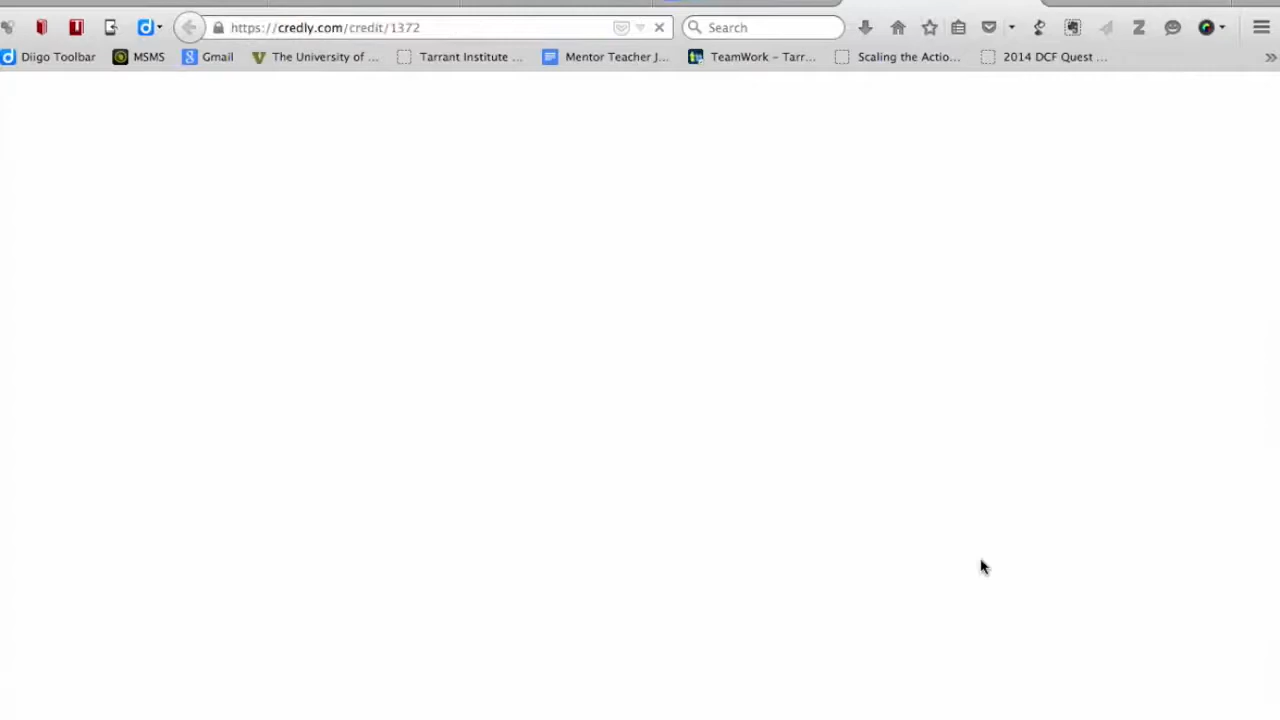 https://credly.com/credit/1372 Search
Diigo Toolbar MSMS Gmail The University of ... Tarrant Institute ... Mentor Teacher J... TeamWork – Tarr... Scaling the Actio... 2014 DCF Quest ...